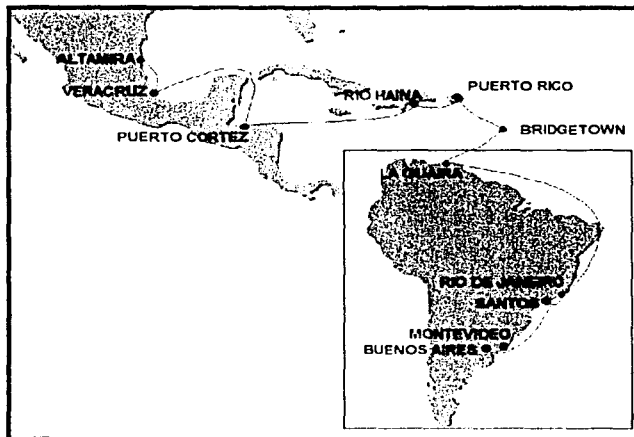 ALTAMIRA
VERACRUZ
PUERTO CORTEZ
RIO HAINA
PUERTO RICO
BRIDGETOWN
LA GUAIRA
RIO DE JANEIRO
SANTOS
MONTEVIDEO
BUENOS AIRES